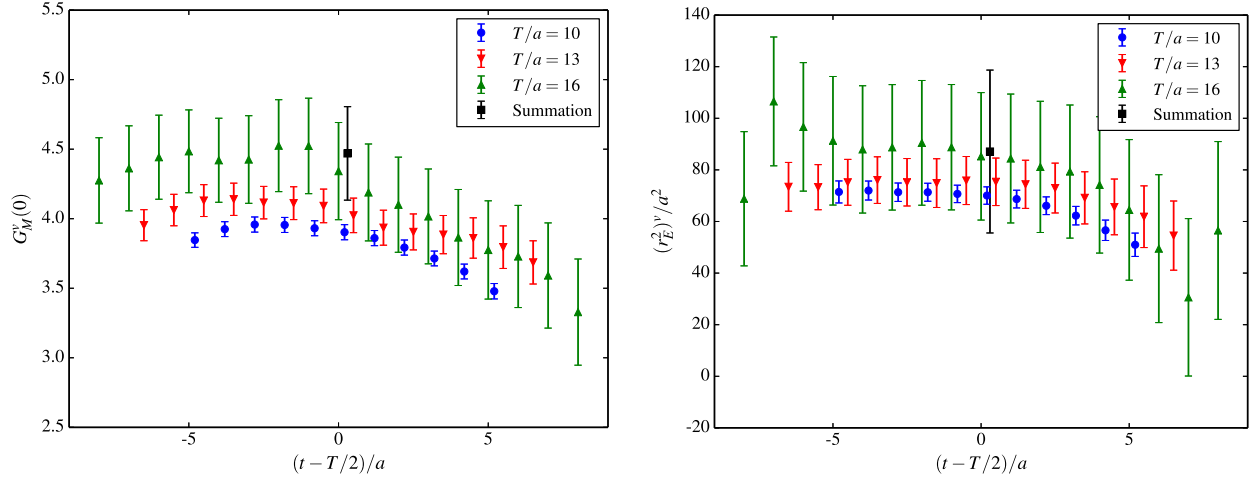 5.5
5.0
4.5
4.0
3.5
3.0
2.5
-5
0
5
G_M^v(0)
(t − T/2)/a
T/a = 10
T/a = 13
T/a = 16
Summation
140
120
100
80
60
40
20
0
-20
-5
0
5
(r_E^2)^v/a^2
(t − T/2)/a
T/a = 10
T/a = 13
T/a = 16
Summation